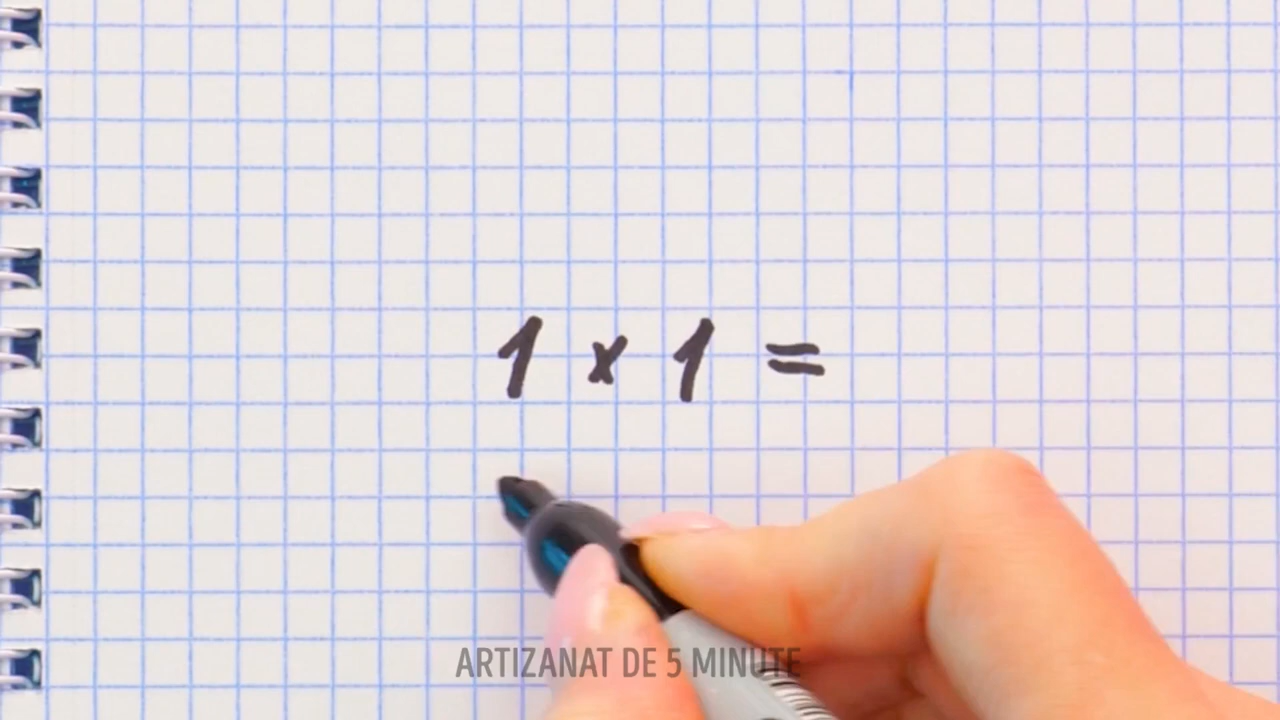 1 x 1 =
ARTIZANAT DE 5 MINUTE